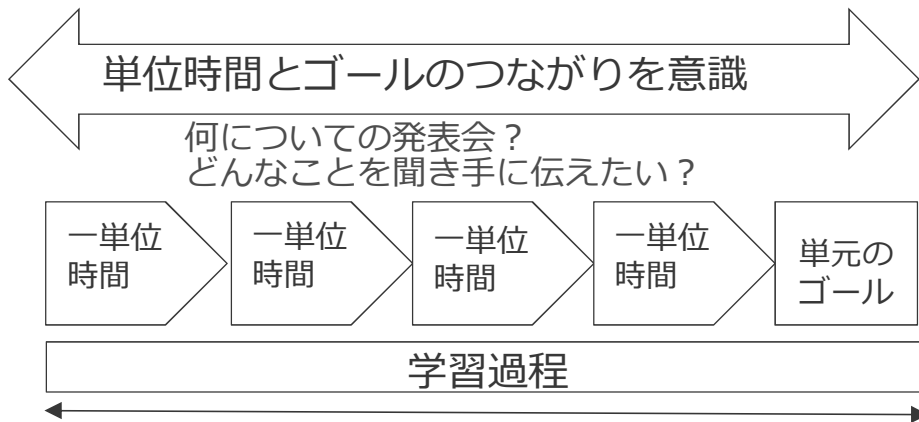 単位時間とゴールのつながりを意識
何についての発表会?
どんなことを聞き手に伝えたい?
一単位
時間
一単位
時間
一単位
時間
一単位
時間
単元の
ゴール
学習過程